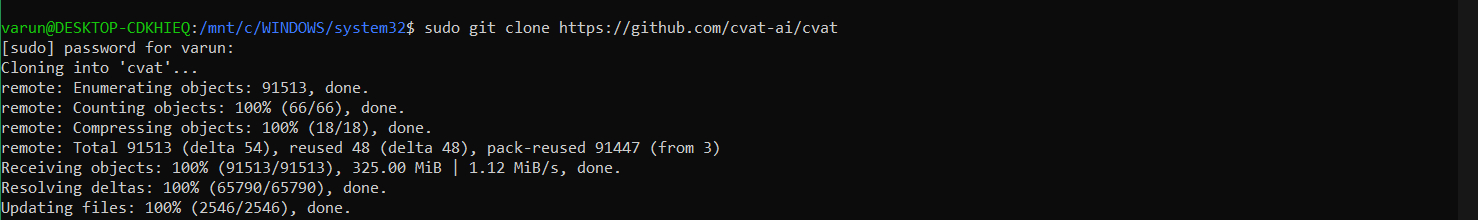 varun@DESKTOP-CDKHIEQ:/mnt/c/WINDOWS/system32$ sudo git clone https://github.com/cvat-ai/cvat
[sudo] password for varun:
Cloning into 'cvat'...
remote: Enumerating objects: 91513, done.
remote: Counting objects: 100% (66/66), done.
remote: Compressing objects: 100% (18/18), done.
remote: Total 91513 (delta 54), reused 48 (delta 48), pack-reused 91447 (from 3)
Receiving objects: 100% (91513/91513), 325.00 MiB | 1.12 MiB/s, done.
Resolving deltas: 100% (65790/65790), done.
Updating files: 100% (2546/2546), done.